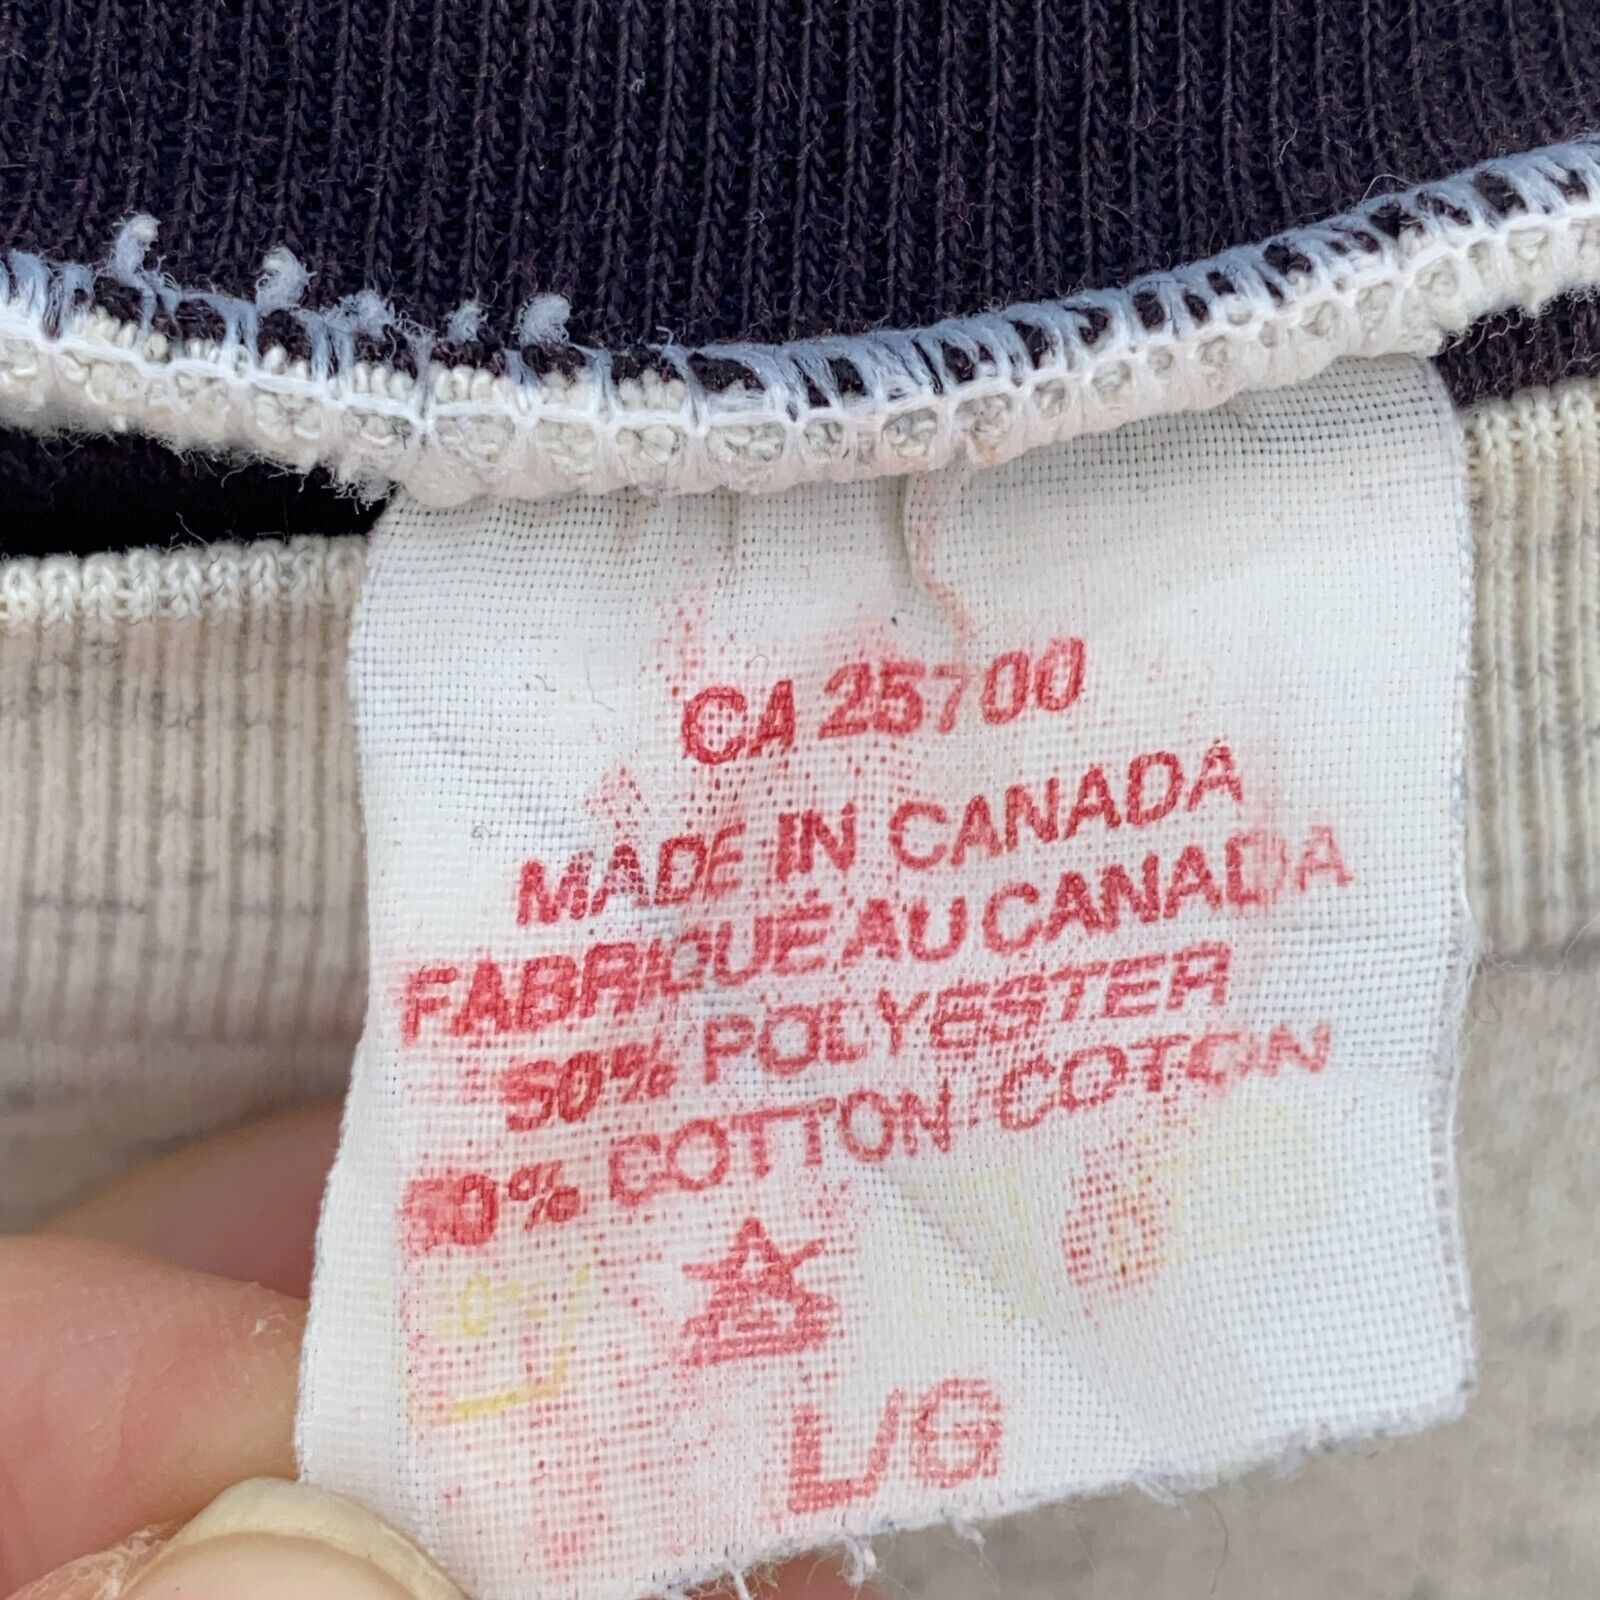 CA 25700
MADE IN CANADA
FABRIQUÉ AU CANADA
50% POLYESTER
50% COTTON-COTON
L/G